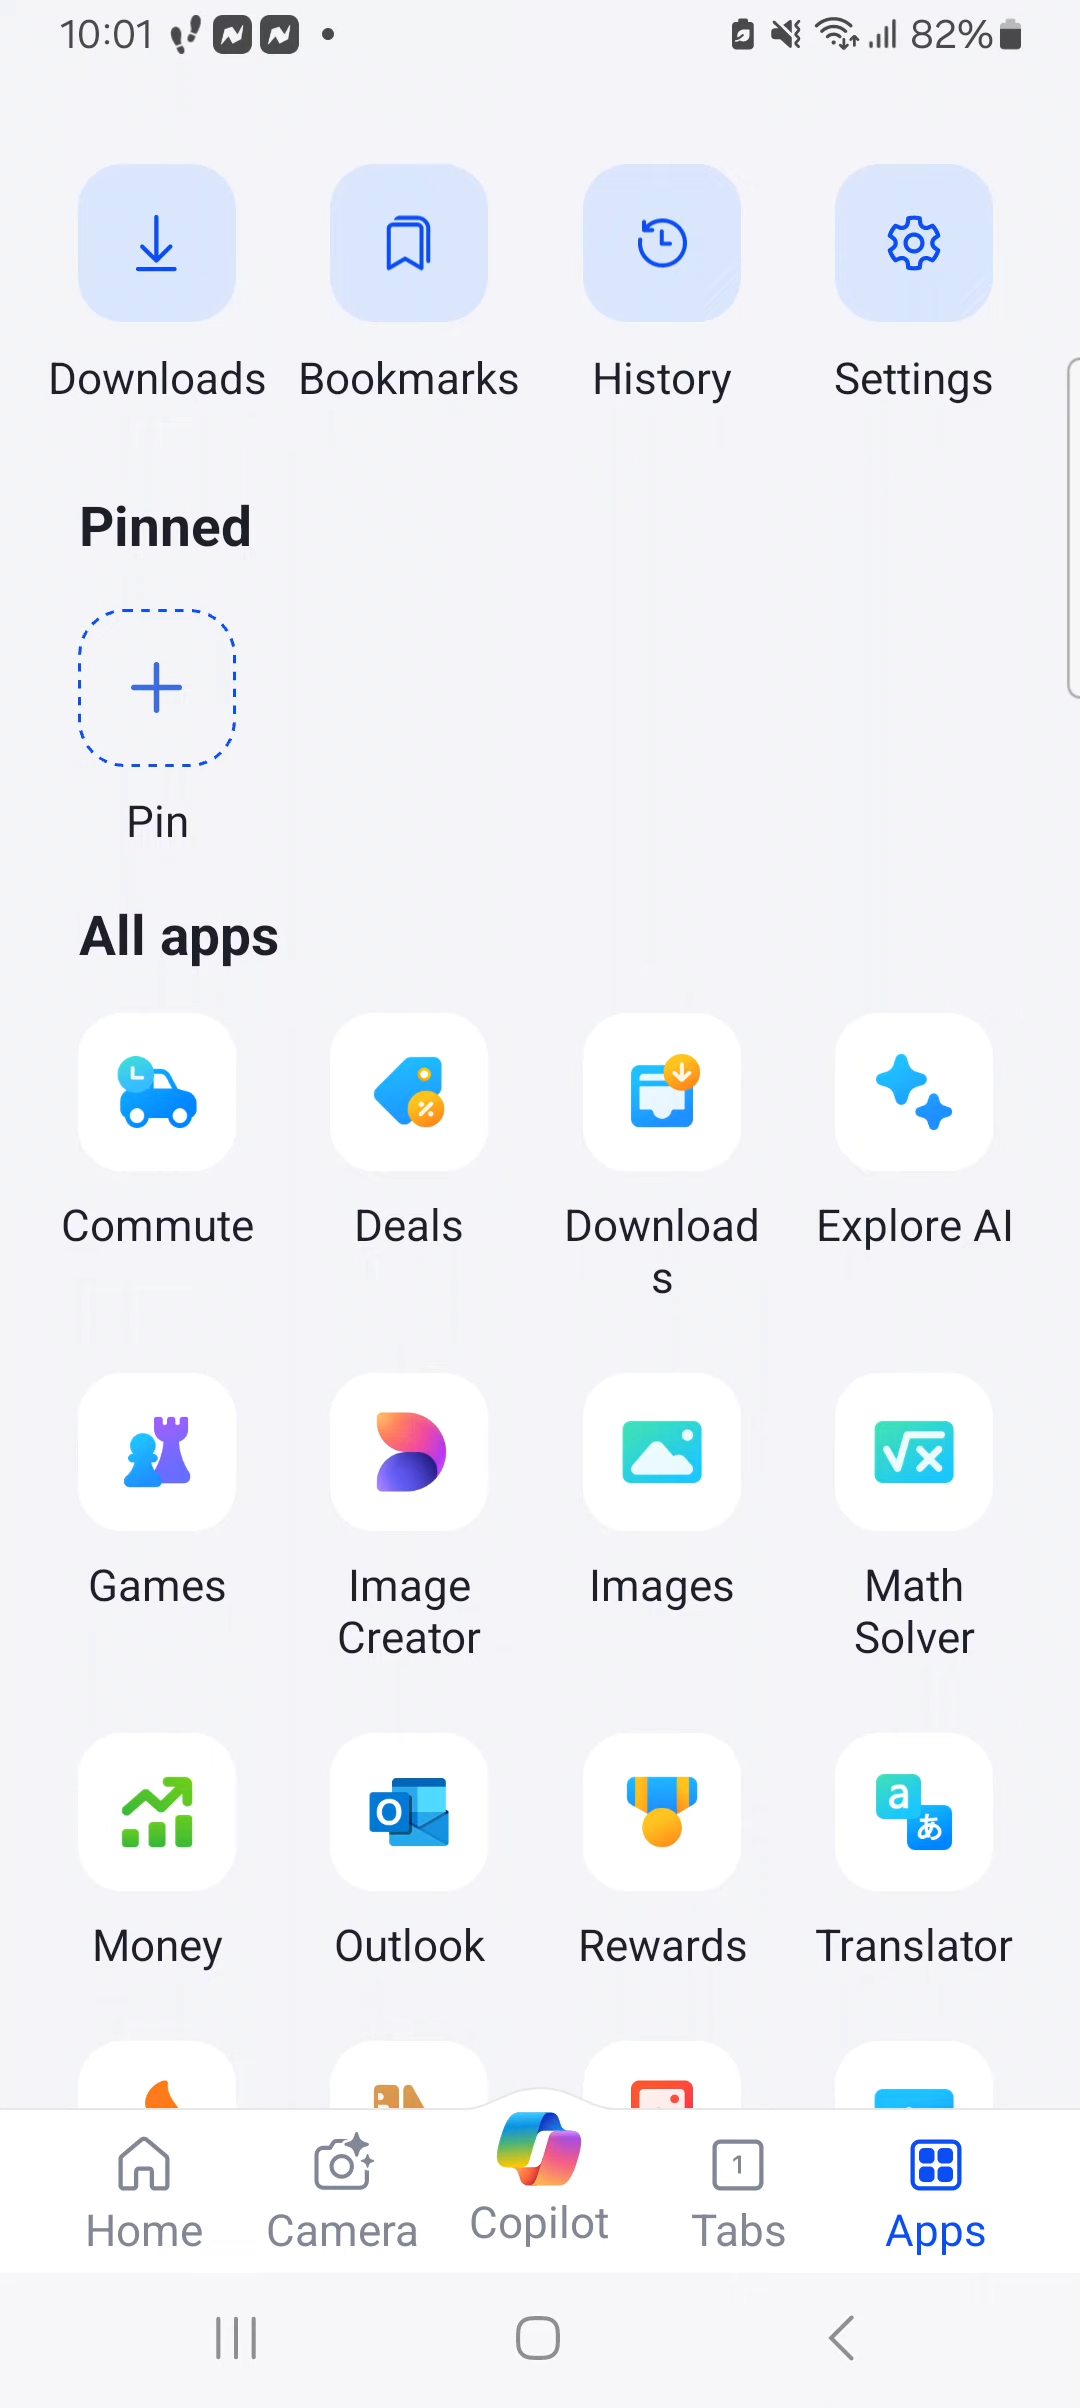 10:01 82%
Downloads Bookmarks History Settings
Pinned
Pin
All apps
Commute Deals Download
s Explore AI
Games Image
Creator Images Math
Solver
Money Outlook Rewards Translator
Home Camera Copilot 1 Tabs Apps